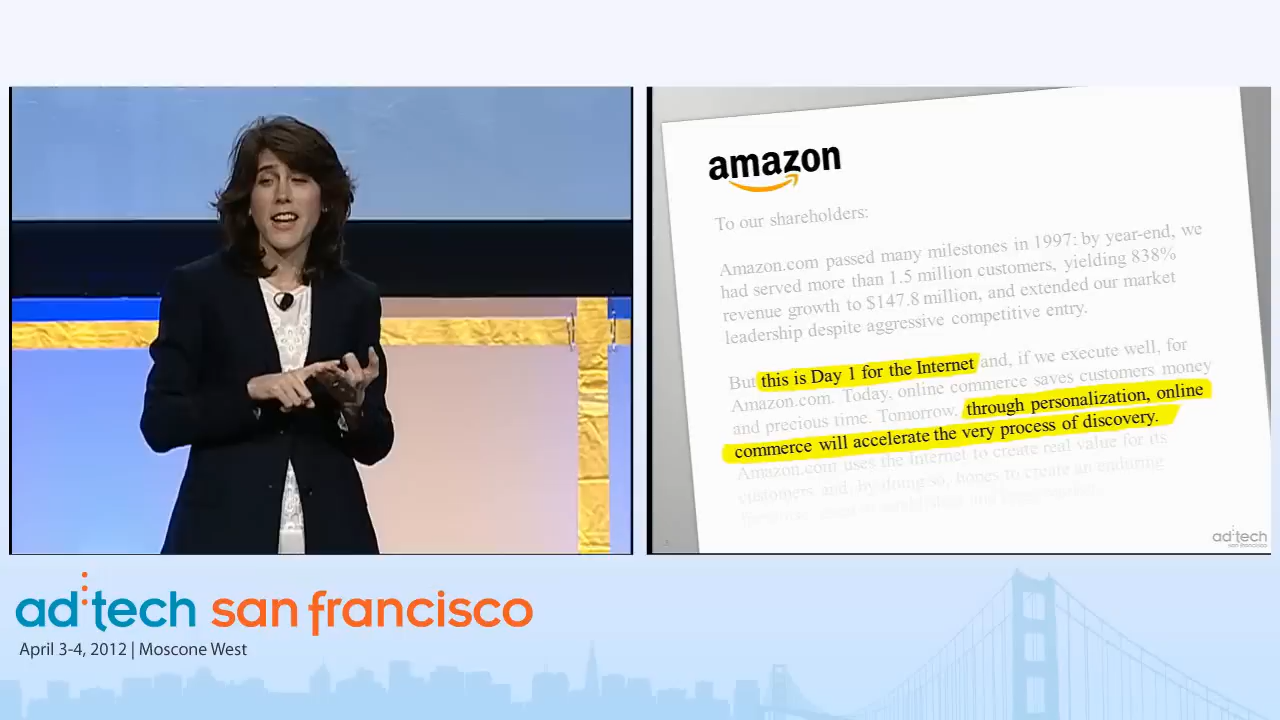 amazon
To our shareholders:
Amazon.com passed many milestones in 1997: by year-end, we
had served more than 1.5 million customers, yielding 838%
revenue growth to $147.8 million, and extended our market
leadership despite aggressive competitive entry.
But this is Day 1 for the Internet and, if we execute well, for
Amazon.com. Today, online commerce saves customers money
and precious time. Tomorrow, through personalization, online
commerce will accelerate the very process of discovery.
Amazon.com uses the Internet to create real value for its
customers and, by doing so, hopes to create an enduring
ad:tech
san francisco
ad:tech san francisco
April 3-4, 2012 | Moscone West